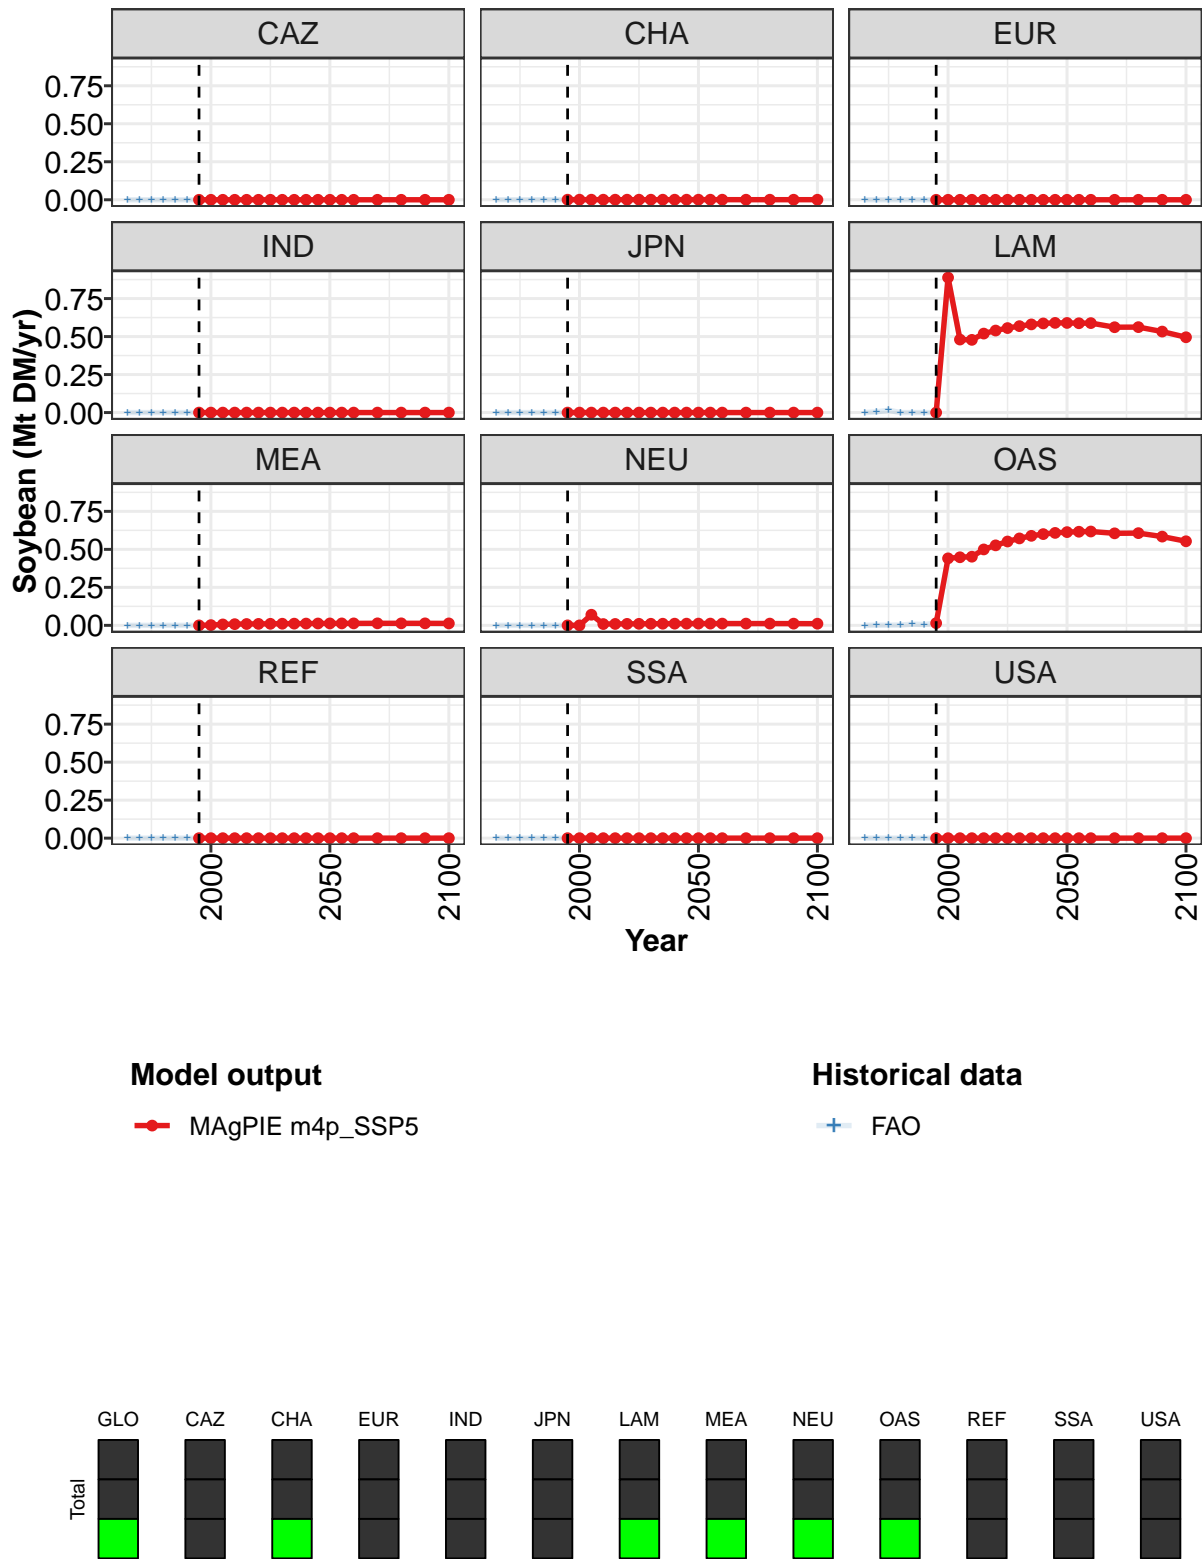 CAZ CHA EUR
0.75
0.50
0.25
0.00
IND JPN LAM
0.75
0.50
0.25
0.00
MEA NEU OAS
0.75
0.50
0.25
0.00
REF SSA USA
0.75
0.50
0.25
0.00
Soybean (Mt DM/yr)
2000 2050 2100 2000 2050 2100 2000 2050 2100
Year
Model output Historical data
MAgPIE m4p_SSP5 FAO
GLO CAZ CHA EUR IND JPN LAM MEA NEU OAS REF SSA USA
Total